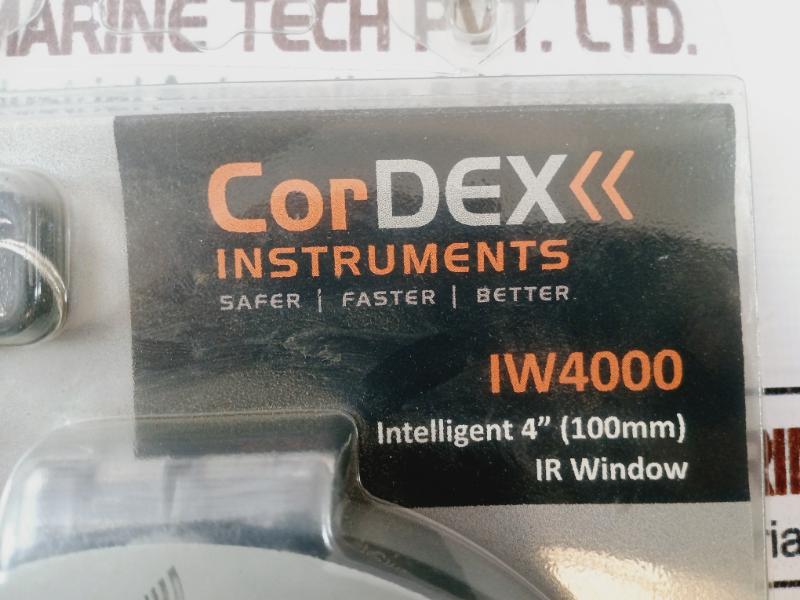 MARINE TECH PVT. LTD.
CorDEX
INSTRUMENTS
SAFER | FASTER | BETTER
IW4000
Intelligent 4” (100mm)
IR Window